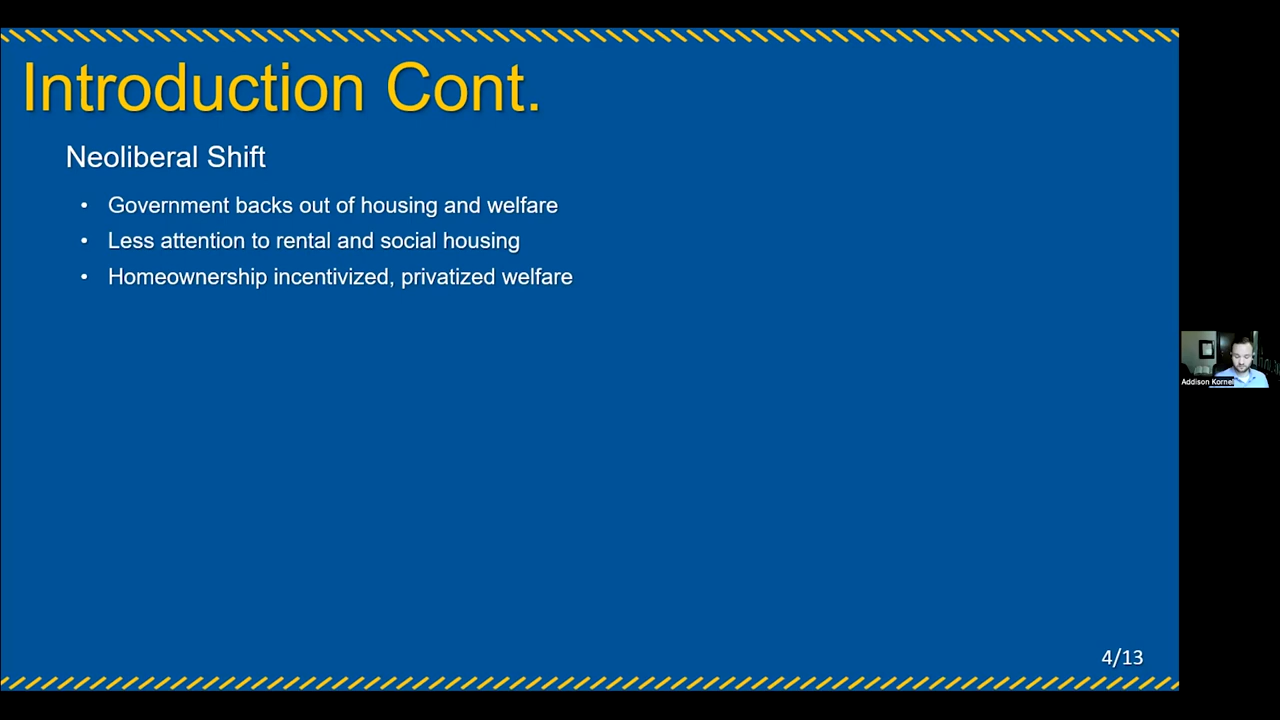 Introduction Cont.
Neoliberal Shift
• Government backs out of housing and welfare
• Less attention to rental and social housing
• Homeownership incentivized, privatized welfare
Addison Kornel
4/13